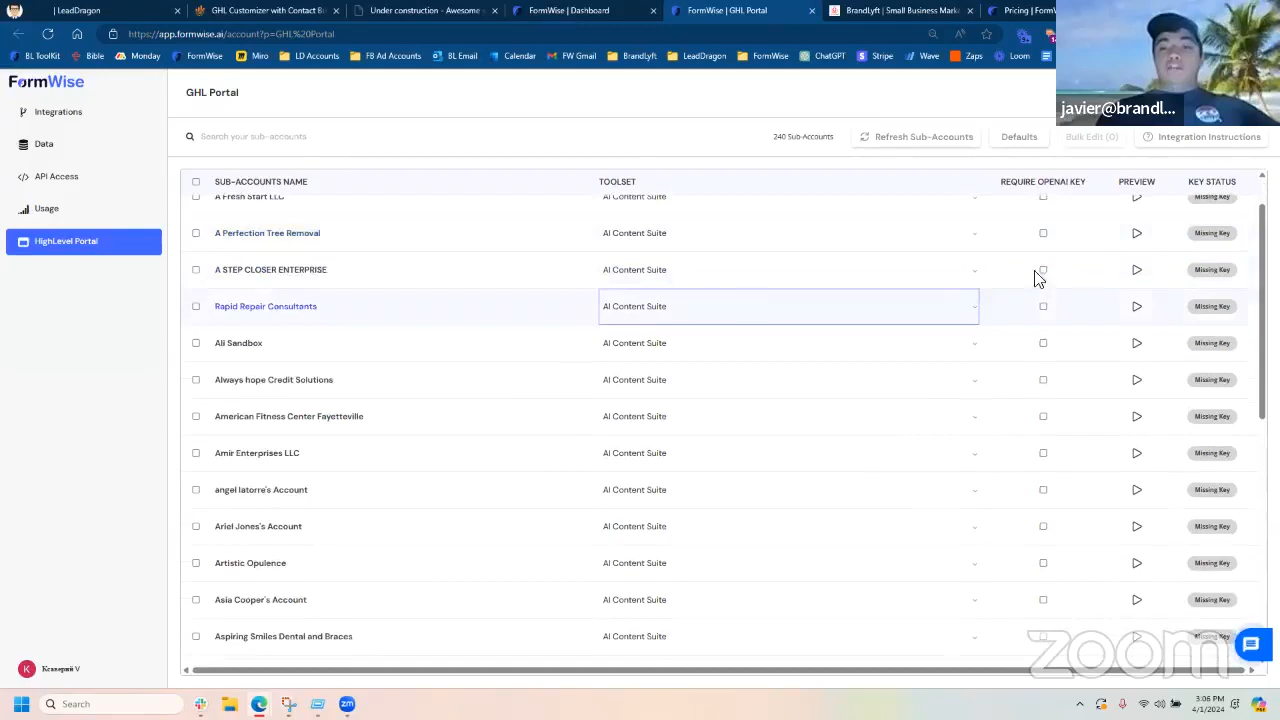 LeadDragon
GHL Custom with Contact Bi
Under construction - Awesome
FormWise | Dashboard
FormWise | GHL Portal
BrandLyft | Small Business Mark
Pricing | Form
https://app.formwise.ai/account?p=GHL%20Portal
BL ToolKit
Bible
Monday
FormWise
Miro
LD Accounts
FB Ad Accounts
BL Email
Calendar
FW Gmail
BrandLyft
LeadDragon
FormWise
ChatGPT
Stripe
Wave
Zaps
Loom
javier@brandl...
FormWise
Integrations
Data
API Access
Usage
HighLevel Portal
GHL Portal
Search your sub-accounts
240 Sub-Accounts
Refresh Sub-Accounts
Defaults
Bulk Edit (0)
Integration Instructions
SUB-ACCOUNTS NAME TOOLSET REQUIRE OPENAI KEY PREVIEW KEY STATUS
A Fresh Start LLC AI Content Suite Missing Key
A Perfection Tree Removal AI Content Suite Missing Key
A STEP CLOSER ENTERPRISE AI Content Suite Missing Key
Rapid Repair Consultants AI Content Suite Missing Key
Ali Sandbox AI Content Suite Missing Key
Always hope Credit Solutions AI Content Suite Missing Key
American Fitness Center Fayetteville AI Content Suite Missing Key
Amir Enterprises LLC AI Content Suite Missing Key
angel latorre's Account AI Content Suite Missing Key
Ariel Jones's Account AI Content Suite Missing Key
Artistic Opulence AI Content Suite Missing Key
Asia Cooper's Account AI Content Suite Missing Key
Aspiring Smiles Dental and Braces AI Content Suite Missing Key
zoom
K
Ксаверий V
Search
zm
3:06 PM
4/1/2024